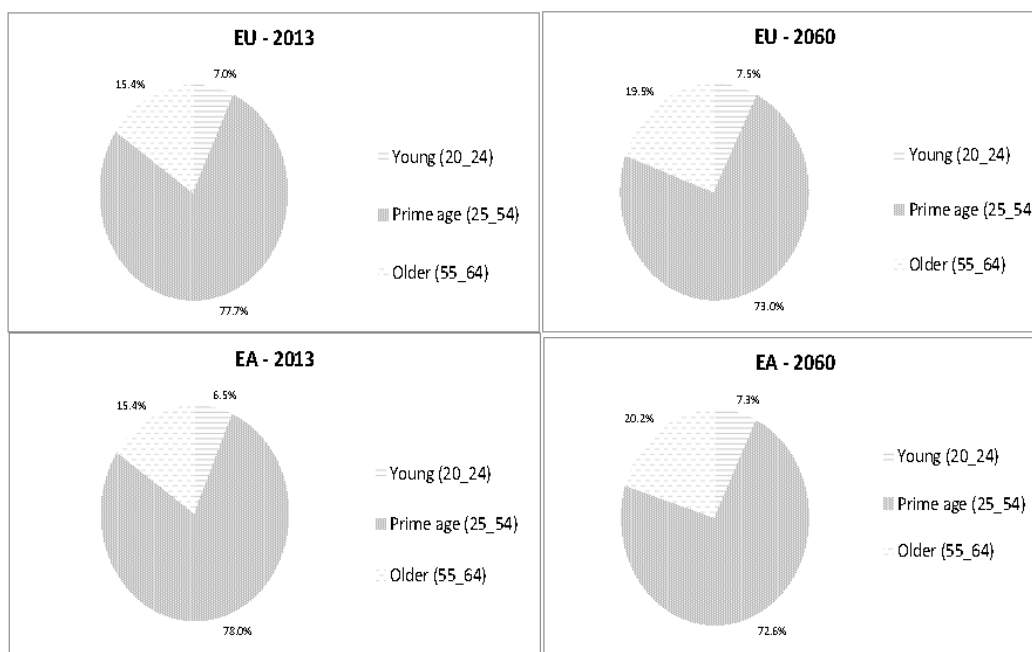 EU - 2013
7.0%
15.4%
Young (20_24)
Prime age (25_54)
Older (55_64)
77.7%
EU - 2060
7.5%
19.5%
Young (20_24)
Prime age (25_54
Older (55_64)
73.0%
EA - 2013
6.5%
15.4%
Young (20_24)
Prime age (25_54)
Older (55_64)
78.0%
EA - 2060
7.3%
20.2%
Young (20_24)
Prime age (25_54)
Older (55_64)
72.6%